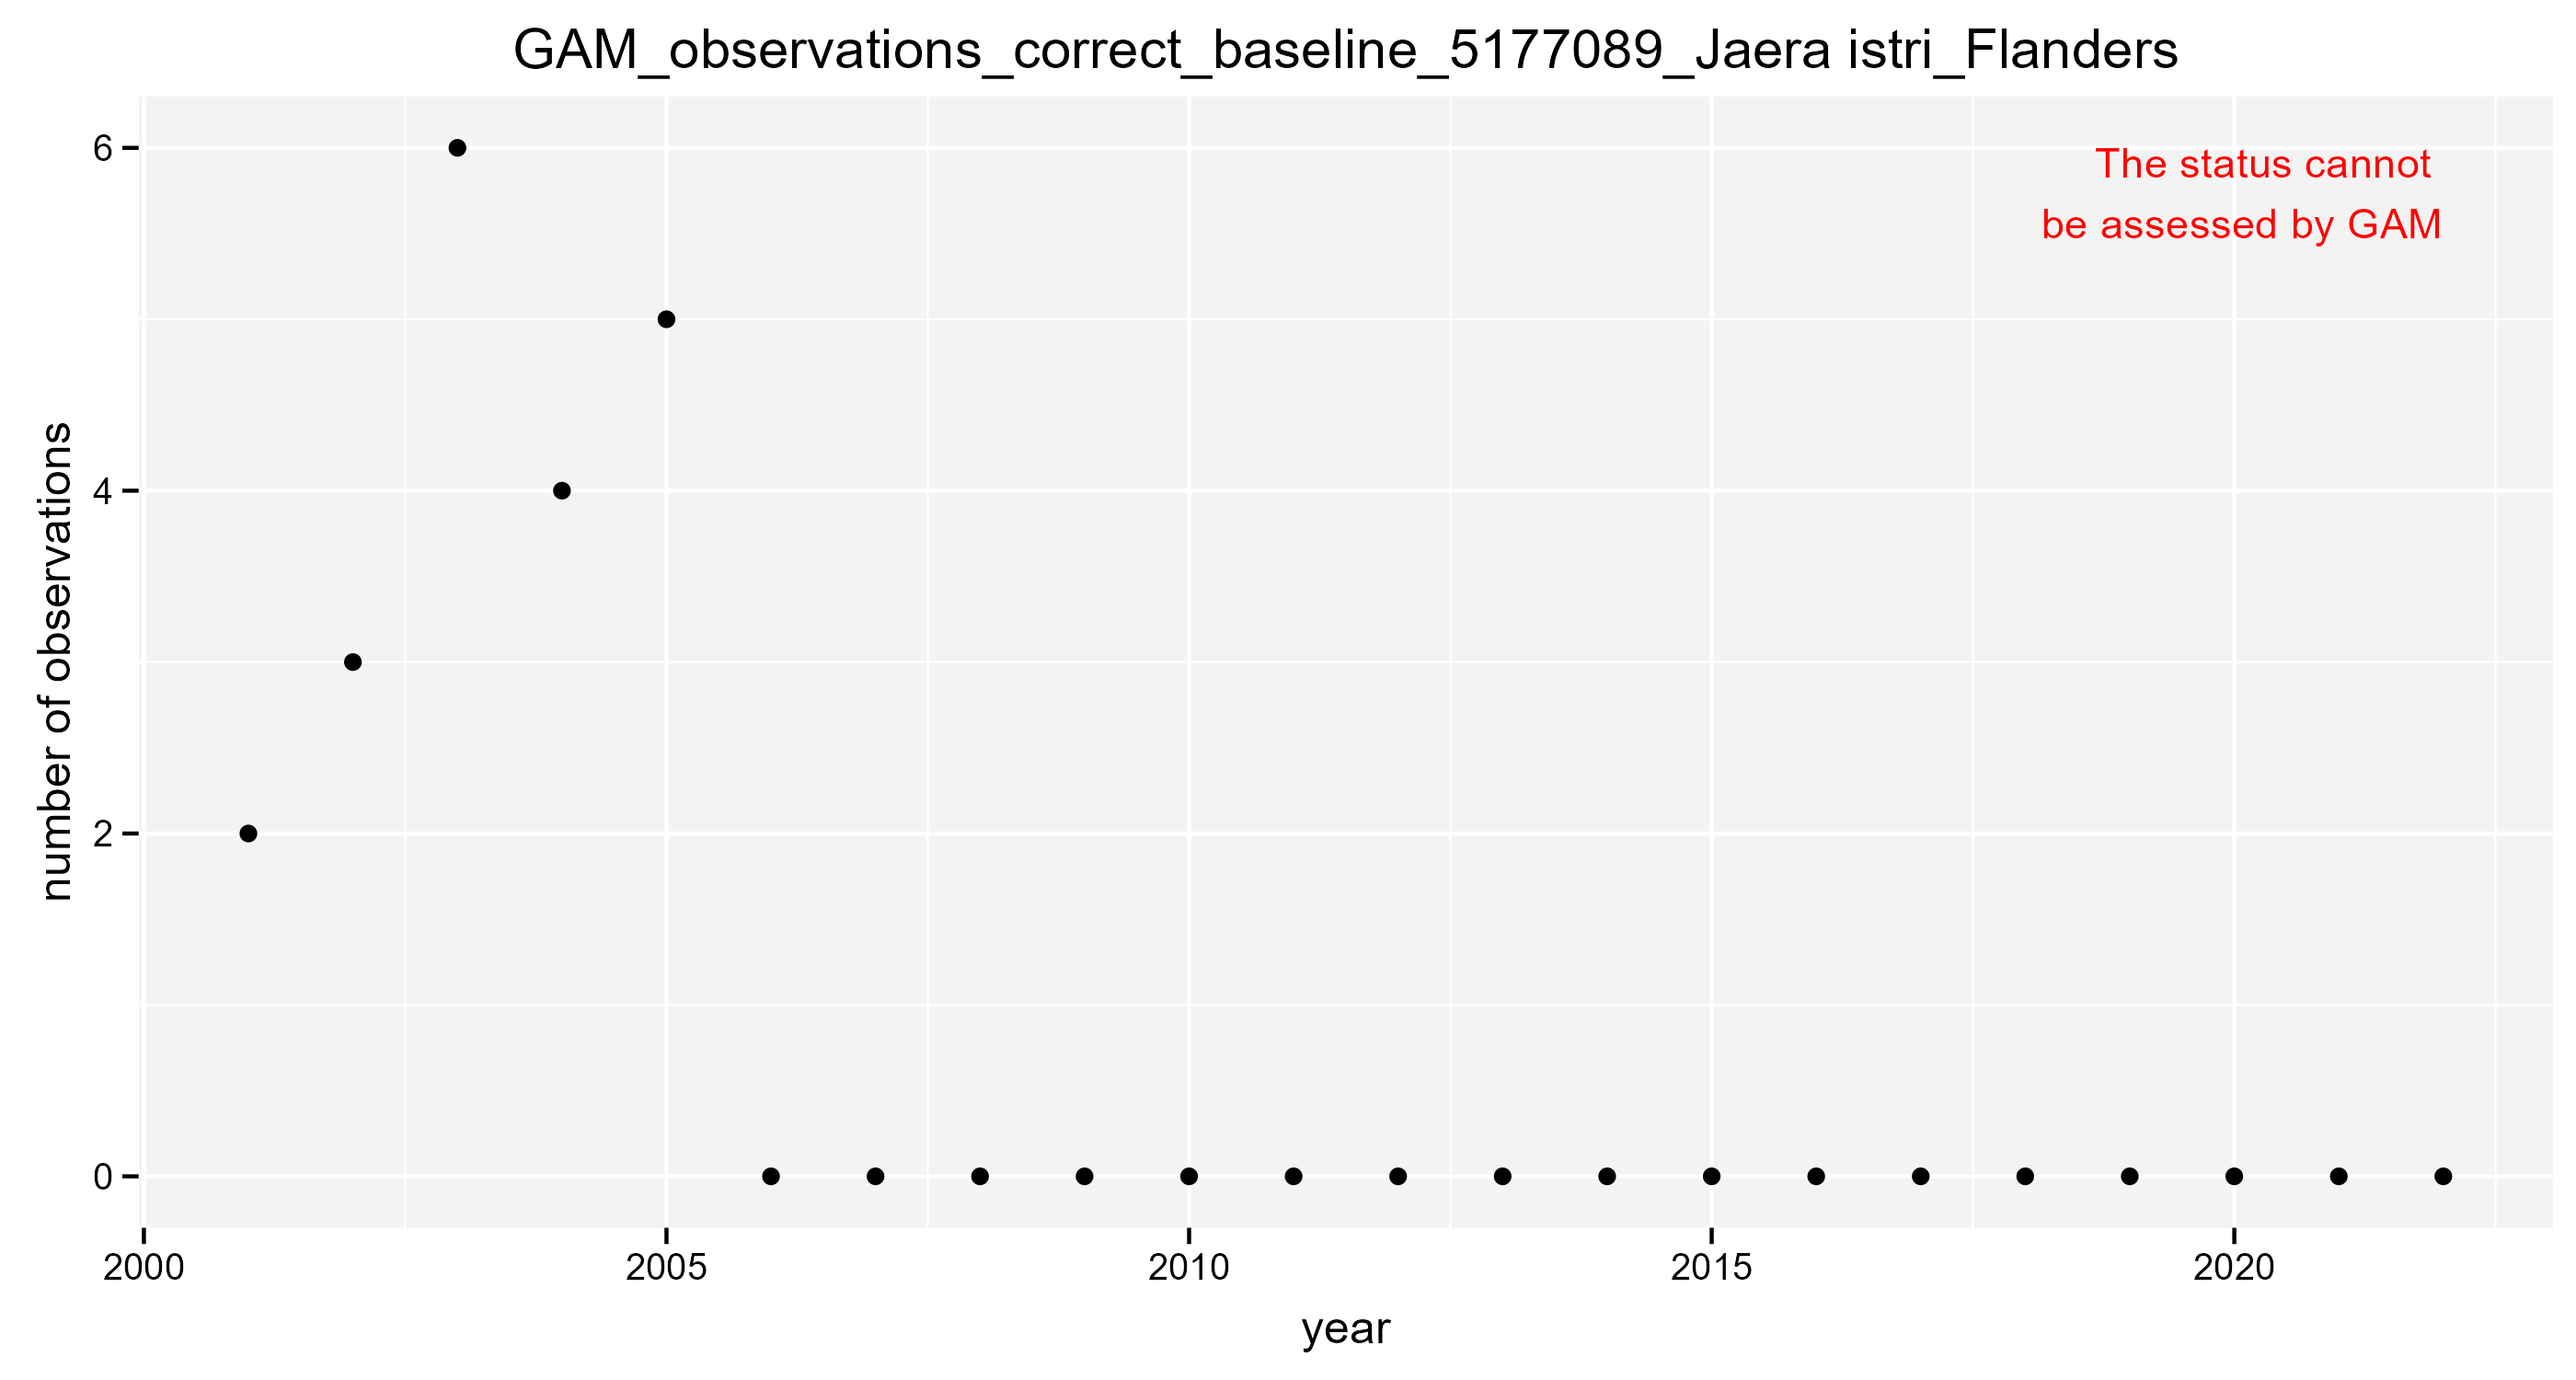 GAM_observations_correct_baseline_5177089_Jaera istri_Flanders
The status cannot
be assessed by GAM
number of observations
6
4
2
0
2000 2005 2010 2015 2020
year